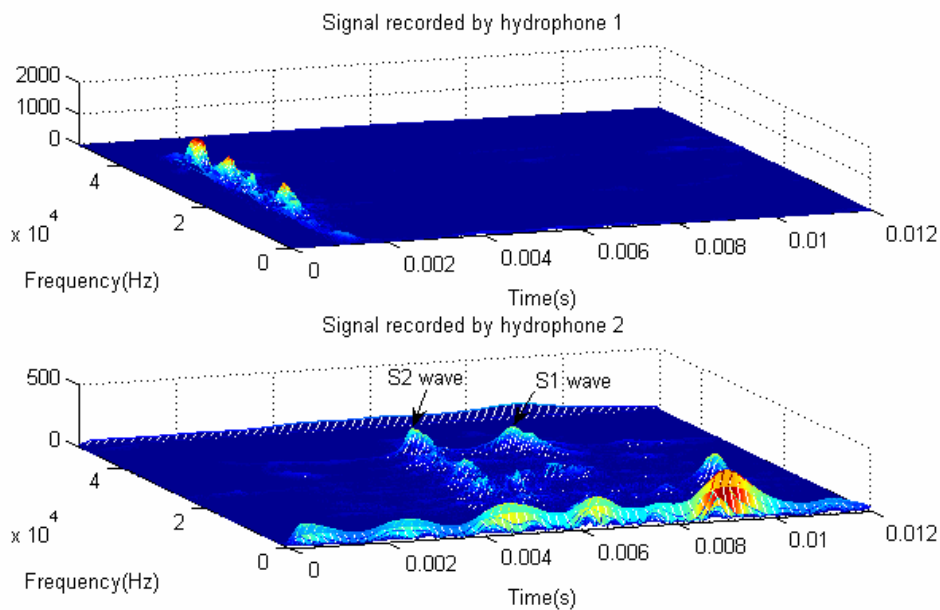 Signal recorded by hydrophone 1
2000
1000
0
4
2
0
x 10^4
Frequency(Hz)
0
0.002
0.004
0.006
0.008
0.01
0.012
Time(s)
Signal recorded by hydrophone 2
500
0
S2 wave
S1 wave
4
2
0
x 10^4
Frequency(Hz)
0
0.002
0.004
0.006
0.008
0.01
0.012
Time(s)